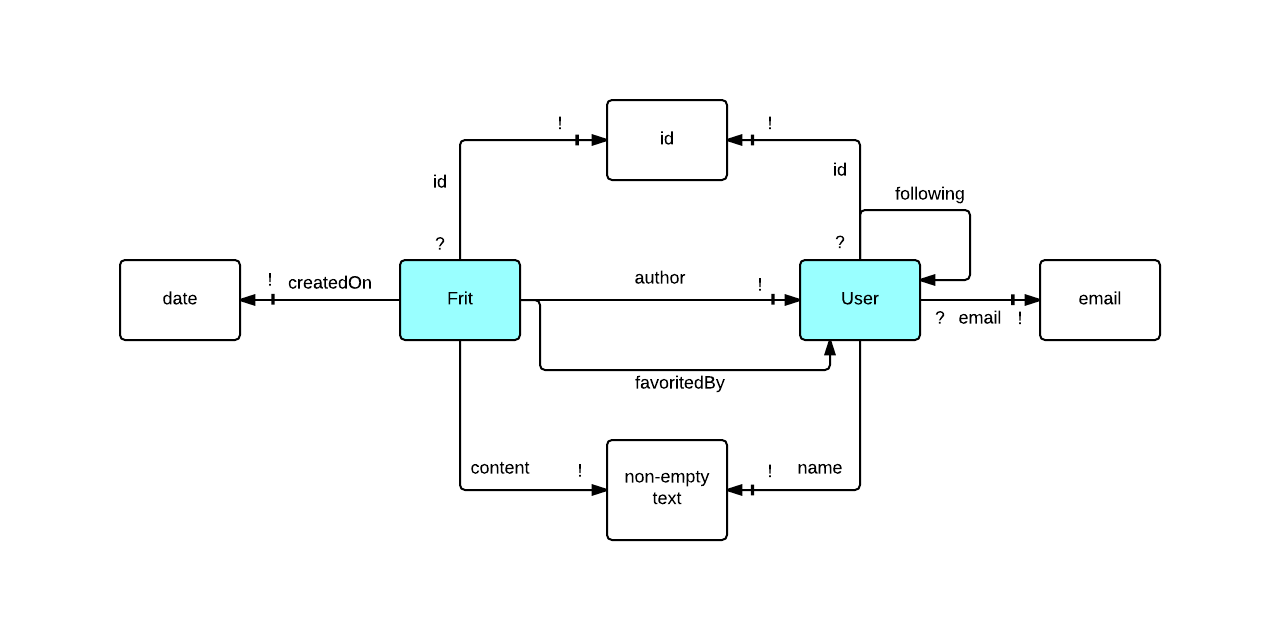 !
!
id
id
id
following
?
?
! createdOn
author
!
date
Frit
User
email
? email !
favoritedBy
content
!
!
name
non-empty
text